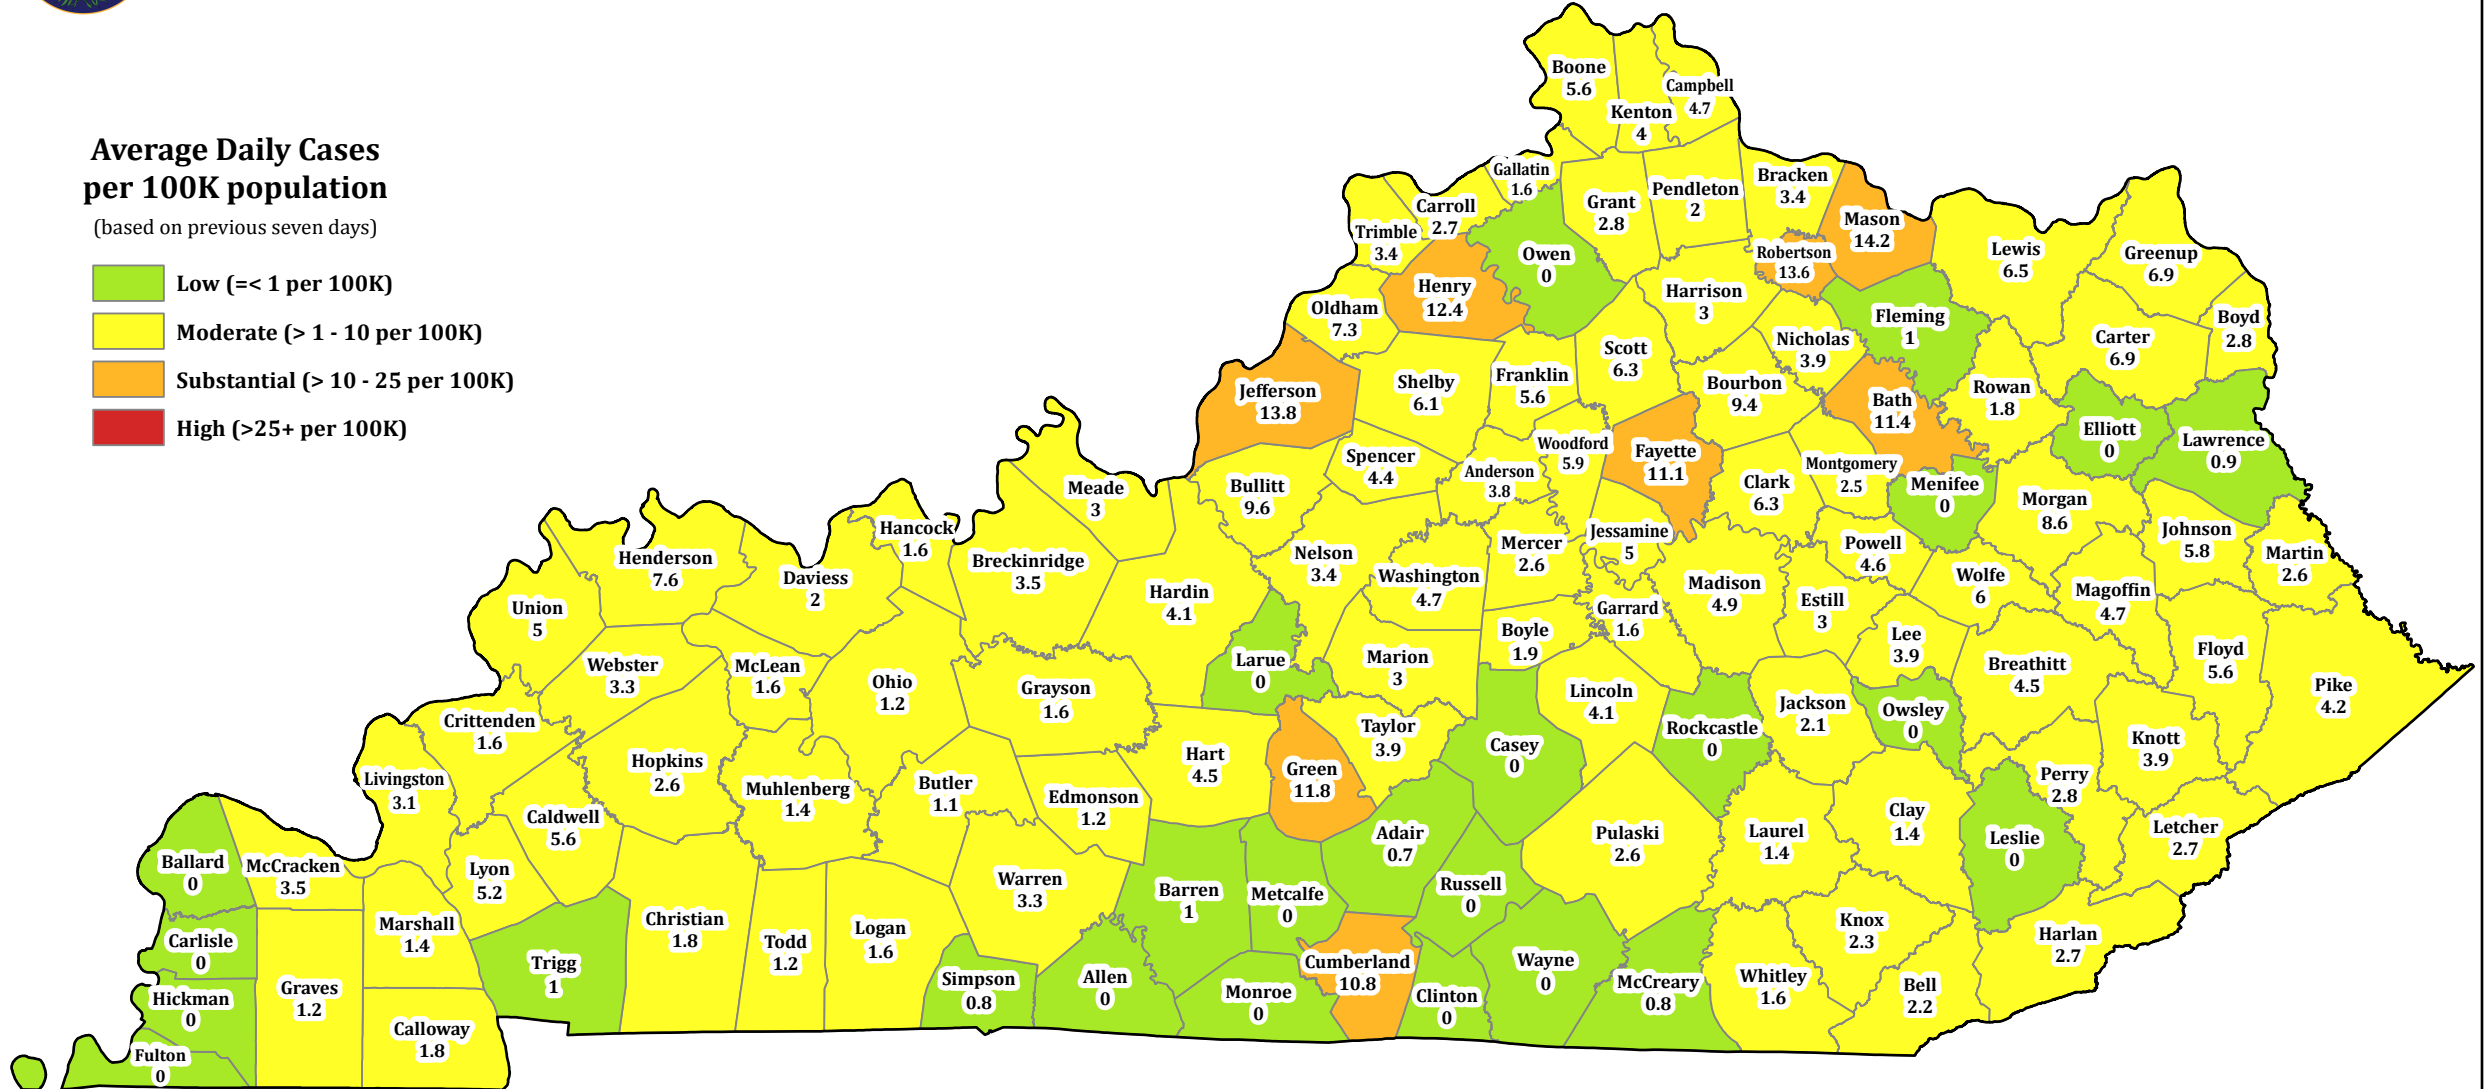 Average Daily Cases
per 100K population
(based on previous seven days)
Low (=< 1 per 100K)
Moderate (> 1 - 10 per 100K)
Substantial (> 10 - 25 per 100K)
High (>25+ per 100K)
Boone
5.6
Kenton
4
Campbell
4.7
Gallatin
1.6
Carroll
2.7
Trimble
3.4
Owen
0
Grant
2.8
Pendleton
2
Bracken
3.4
Mason
14.2
Robertson
13.6
Lewis
6.5
Greenup
6.9
Henry
12.4
Oldham
7.3
Harrison
3
Fleming
1
Nicholas
3.9
Carter
6.9
Boyd
2.8
Jefferson
13.8
Shelby
6.1
Franklin
5.6
Scott
6.3
Bourbon
9.4
Bath
11.4
Rowan
1.8
Elliott
0
Lawrence
0.9
Spencer
4.4
Anderson
3.8
Woodford
5.9
Fayette
11.1
Clark
6.3
Montgomery
2.5
Menifee
0
Morgan
8.6
Johnson
5.8
Martin
2.6
Meade
3
Bullitt
9.6
Hancock
1.6
Breckinridge
3.5
Henderson
7.6
Daviess
2
Union
5
Hardin
4.1
Nelson
3.4
Washington
4.7
Mercer
2.6
Jessamine
5
Madison
4.9
Garrard
1.6
Estill
3
Powell
4.6
Wolfe
6
Magoffin
4.7
Boyle
1.9
Lee
3.9
Breathitt
4.5
Floyd
5.6
Pike
4.2
Webster
3.3
McLean
1.6
Ohio
1.2
Grayson
1.6
Larue
0
Marion
3
Lincoln
4.1
Rockcastle
0
Jackson
2.1
Owsley
0
Knott
3.9
Perry
2.8
Crittenden
1.6
Livingston
3.1
Hopkins
2.6
Muhlenberg
1.4
Butler
1.1
Edmonson
1.2
Hart
4.5
Green
11.8
Taylor
3.9
Casey
0
Caldwell
5.6
Adair
0.7
Pulaski
2.6
Laurel
1.4
Clay
1.4
Leslie
0
Letcher
2.7
Ballard
0
McCracken
3.5
Lyon
5.2
Marshall
1.4
Christian
1.8
Todd
1.2
Logan
1.6
Warren
3.3
Barren
1
Metcalfe
0
Russell
0
Knox
2.3
Harlan
2.7
Carlisle
0
Hickman
0
Graves
1.2
Trigg
1
Simpson
0.8
Allen
0
Monroe
0
Cumberland
10.8
Clinton
0
Wayne
0
McCreary
0.8
Whitley
1.6
Bell
2.2
Calloway
1.8
Fulton
0